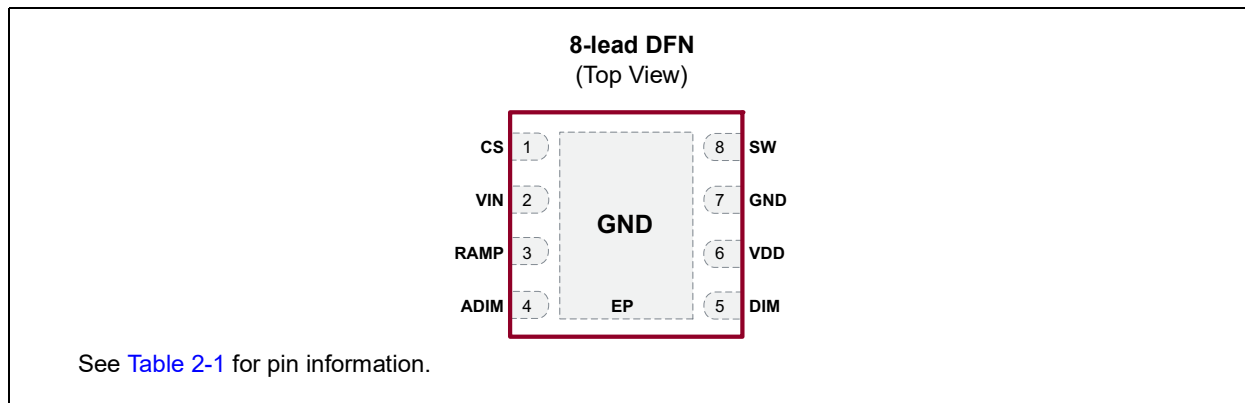 8-lead DFN
(Top View)
CS 1 8 SW
VIN 2 7 GND
GND
RAMP 3 6 VDD
ADIM 4 EP 5 DIM
See Table 2-1 for pin information.